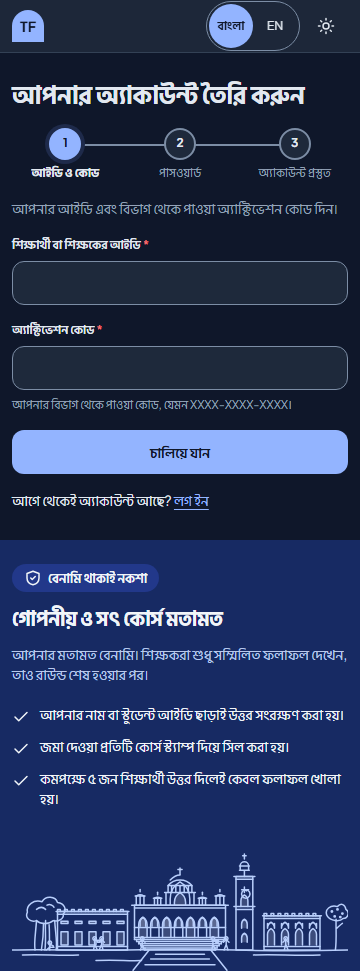 TF
বাংলা EN
আপনার অ্যাকাউন্ট তৈরি করুন
1 2 3
আইডি ও কোড পাসওয়ার্ড অ্যাকাউন্ট প্রস্তুত
আপনার আইডি এবং বিভাগ থেকে পাওয়া অ্যাক্টিভেশন কোড দিন।
শিক্ষার্থী বা শিক্ষকের আইডি *
অ্যাক্টিভেশন কোড *
আপনার বিভাগ থেকে পাওয়া কোড, যেমন XXXX-XXXX-XXXX।
চালিয়ে যান
আগে থেকেই অ্যাকাউন্ট আছে? লগ ইন
বেনামি থাকাই নকশা
গোপনীয় ও সৎ কোর্স মতামত
আপনার মতামত বেনামি। শিক্ষকরা শুধু সম্মিলিত ফলাফল দেখেন,
তাও রাউন্ড শেষ হওয়ার পর।
আপনার নাম বা স্টুডেন্ট আইডি ছাড়াই উত্তর সংরক্ষণ করা হয়।
জমা দেওয়া প্রতিটি কোর্স স্ট্যাম্প দিয়ে সিল করা হয়।
কমপক্ষে ৫ জন শিক্ষার্থী উত্তর দিলেই কেবল ফলাফল খোলা
হয়।